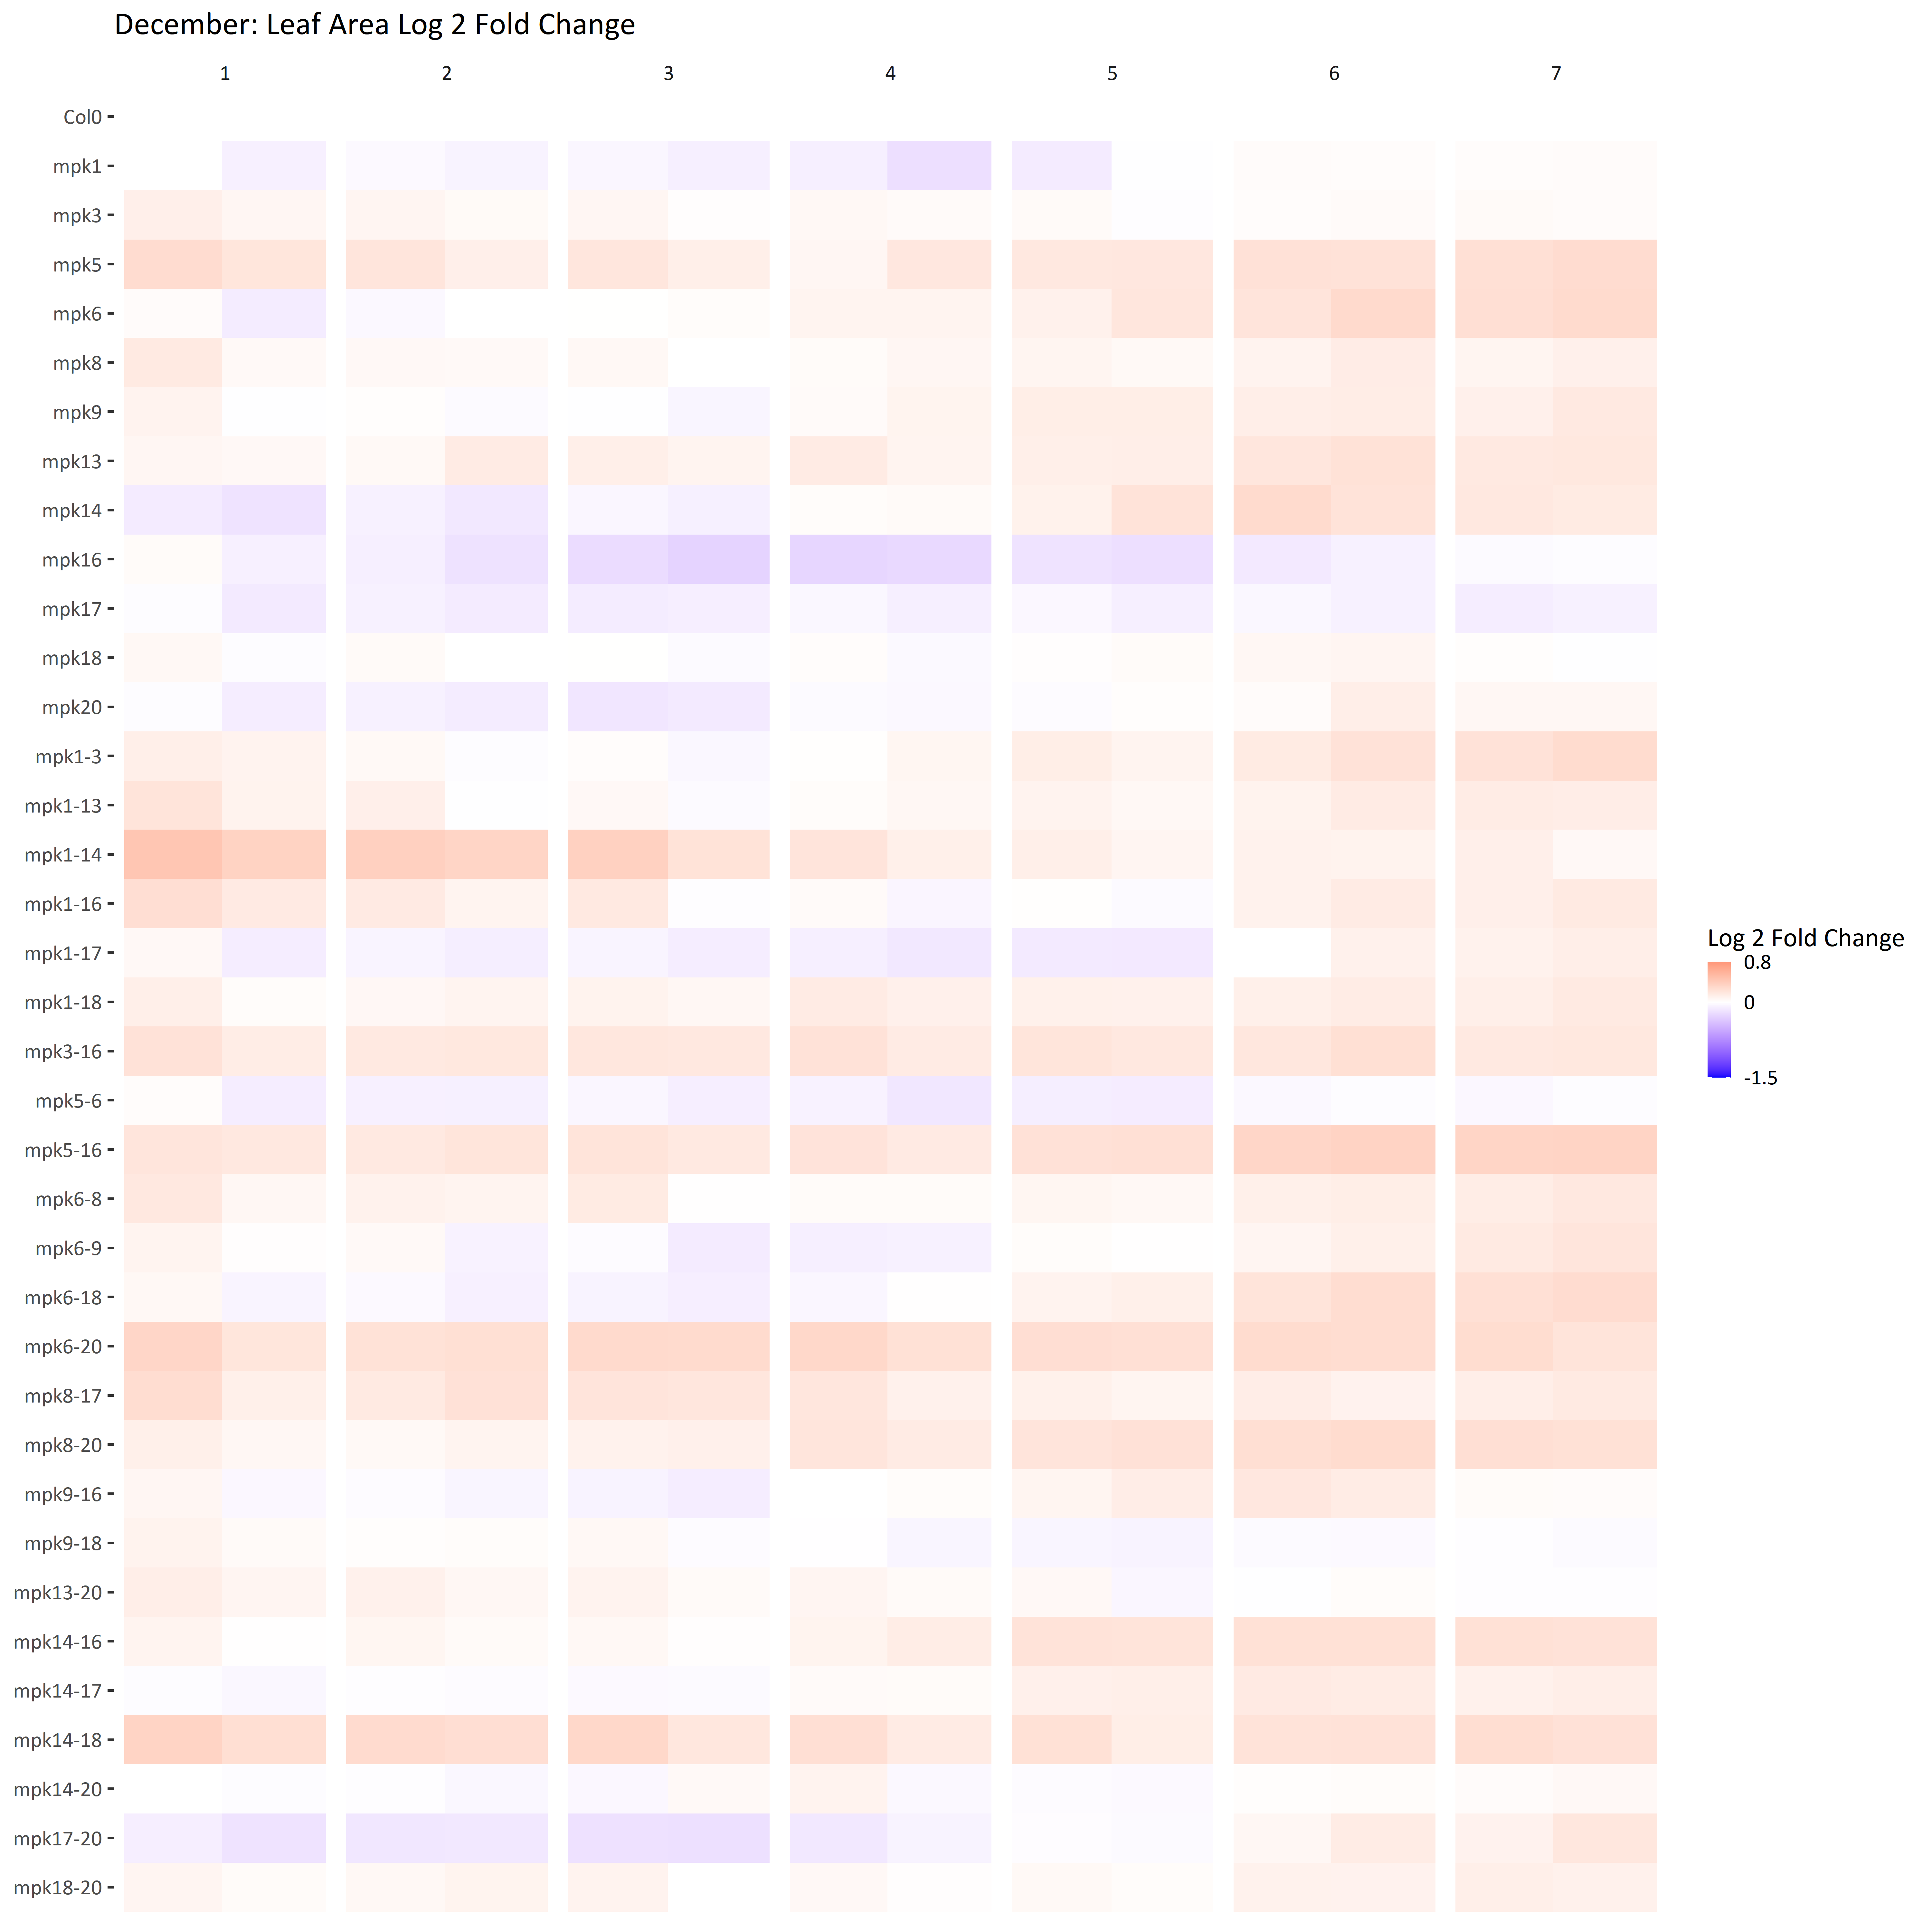 December: Leaf Area Log 2 Fold Change
1 2 3 4 5 6 7
Col0
mpk1
mpk3
mpk5
mpk6
mpk8
mpk9
mpk13
mpk14
mpk16
mpk17
mpk18
mpk20
mpk1-3
mpk1-13
mpk1-14
mpk1-16
mpk1-17
mpk1-18
mpk3-16
mpk5-6
mpk5-16
mpk6-8
mpk6-9
mpk6-18
mpk6-20
mpk8-17
mpk8-20
mpk9-16
mpk9-18
mpk13-20
mpk14-16
mpk14-17
mpk14-18
mpk14-20
mpk17-20
mpk18-20
Log 2 Fold Change
0.8
0
-1.5